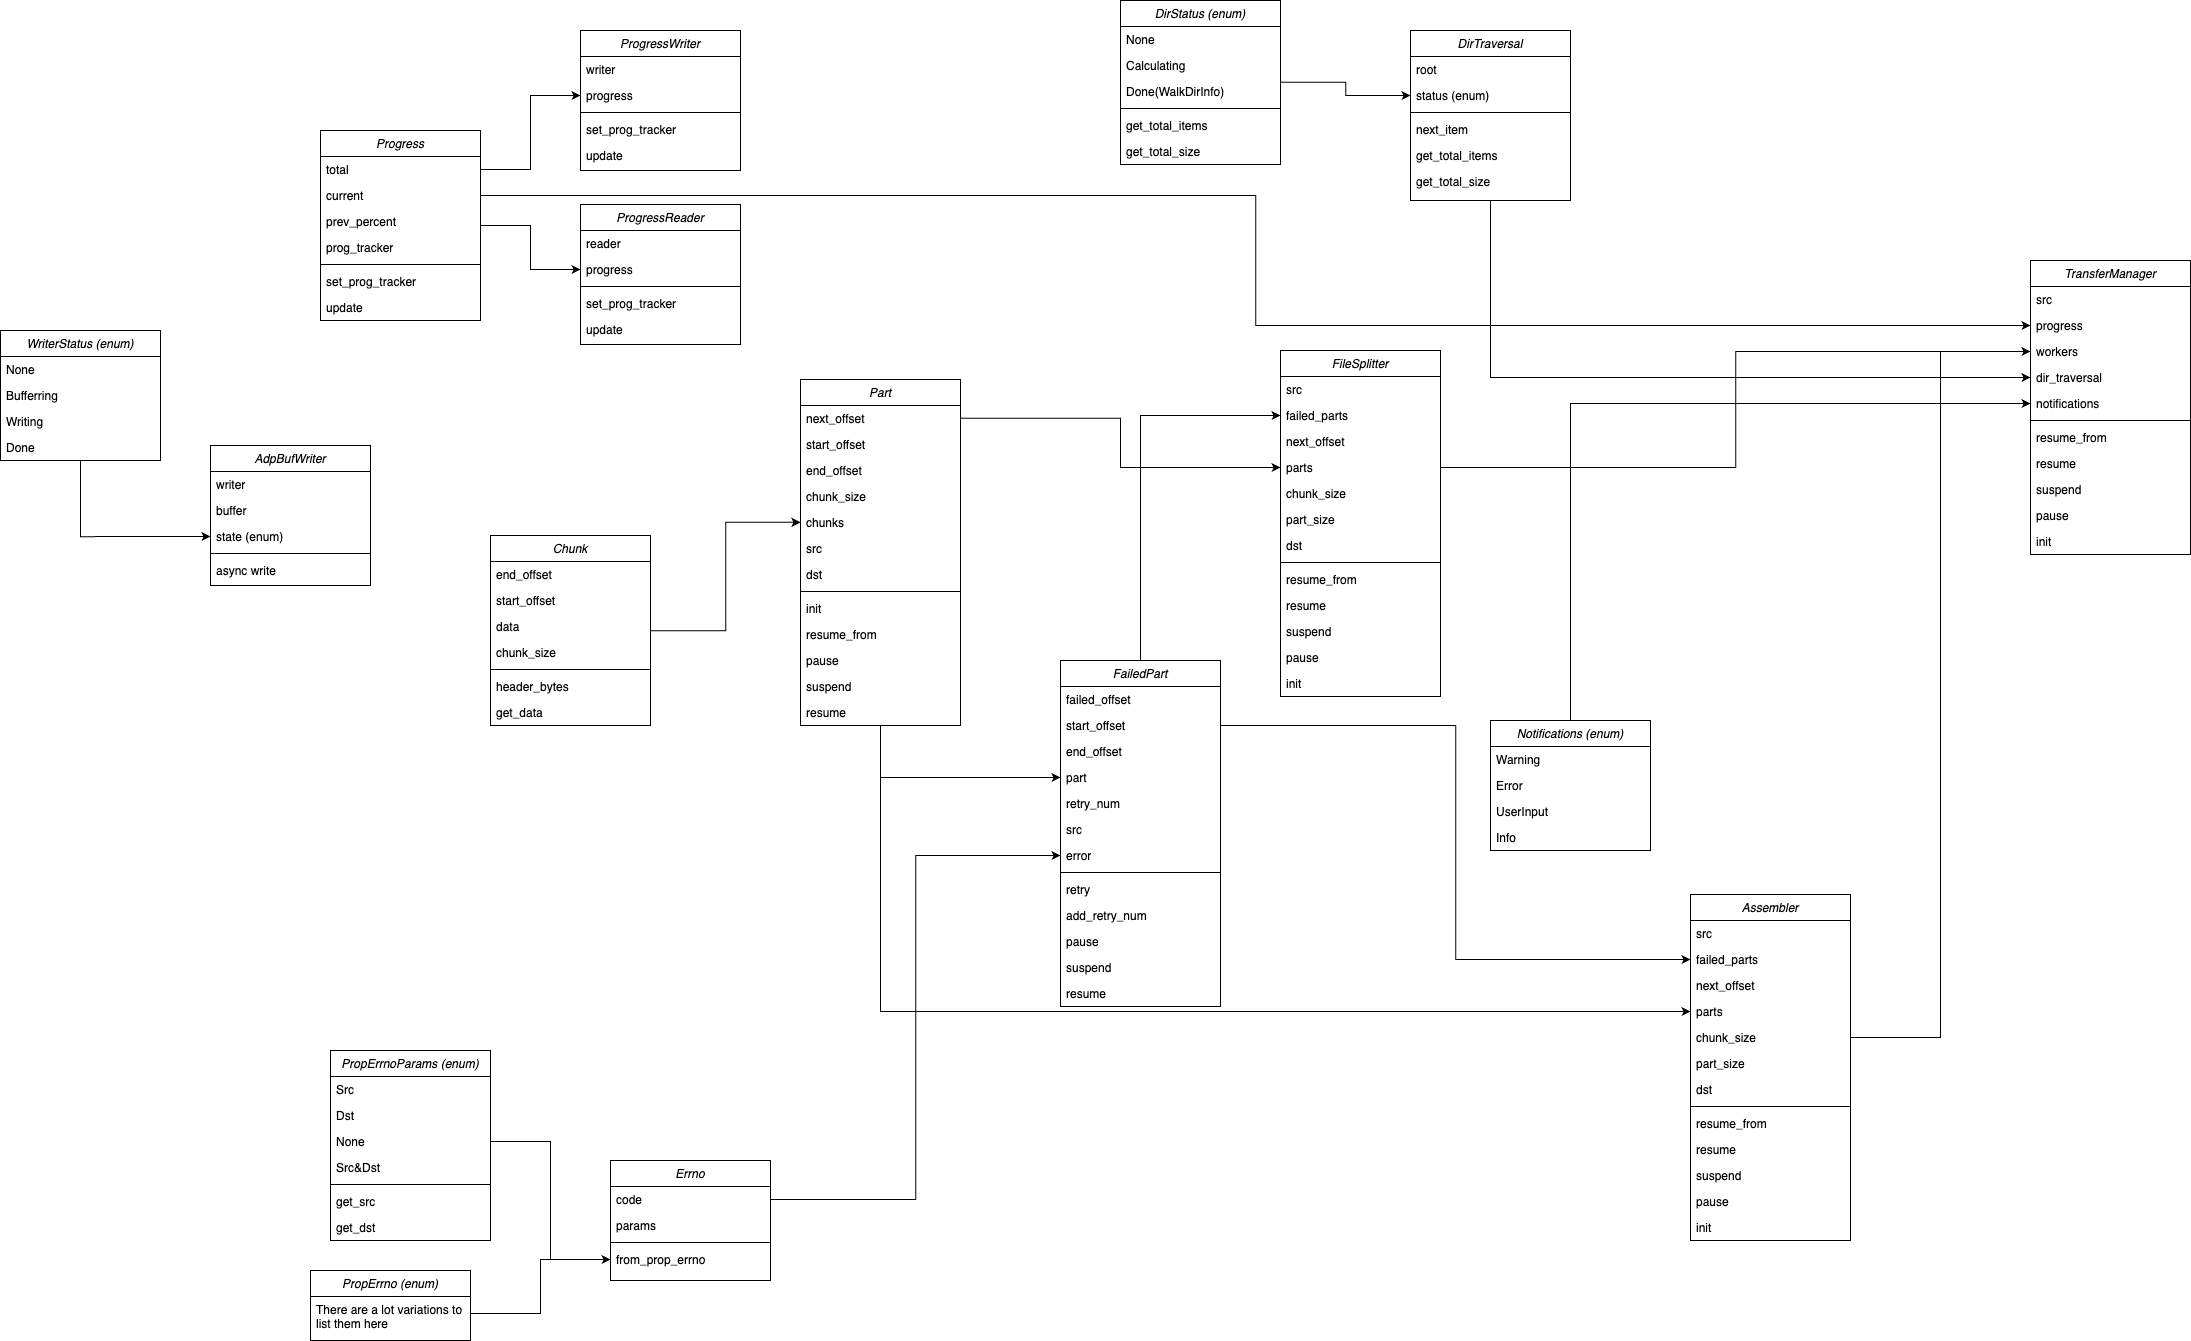 DirStatus (enum)
None
Calculating
Done(WalkDirInfo)
get_total_items
get_total_size
ProgressWriter
writer
progress
set_prog_tracker
update
DirTraversal
root
status (enum)
next_item
get_total_items
get_total_size
Progress
total
current
prev_percent
prog_tracker
set_prog_tracker
update
ProgressReader
reader
progress
set_prog_tracker
update
TransferManager
src
progress
workers
dir_traversal
notifications
resume_from
resume
suspend
pause
init
WriterStatus (enum)
None
Bufferring
Writing
Done
FileSplitter
src
failed_parts
next_offset
parts
chunk_size
part_size
dst
resume_from
resume
suspend
pause
init
Part
next_offset
start_offset
end_offset
chunk_size
chunks
src
dst
init
resume_from
pause
suspend
resume
AdpBufWriter
writer
buffer
state (enum)
async write
Chunk
end_offset
start_offset
data
chunk_size
header_bytes
get_data
FailedPart
failed_offset
start_offset
end_offset
part
retry_num
src
error
retry
add_retry_num
pause
suspend
resume
Notifications (enum)
Warning
Error
UserInput
Info
Assembler
src
failed_parts
next_offset
parts
chunk_size
part_size
dst
resume_from
resume
suspend
pause
init
PropErrnoParams (enum)
Src
Dst
None
Src&Dst
get_src
get_dst
Errno
code
params
from_prop_errno
PropErrno (enum)
There are a lot variations to
list them here